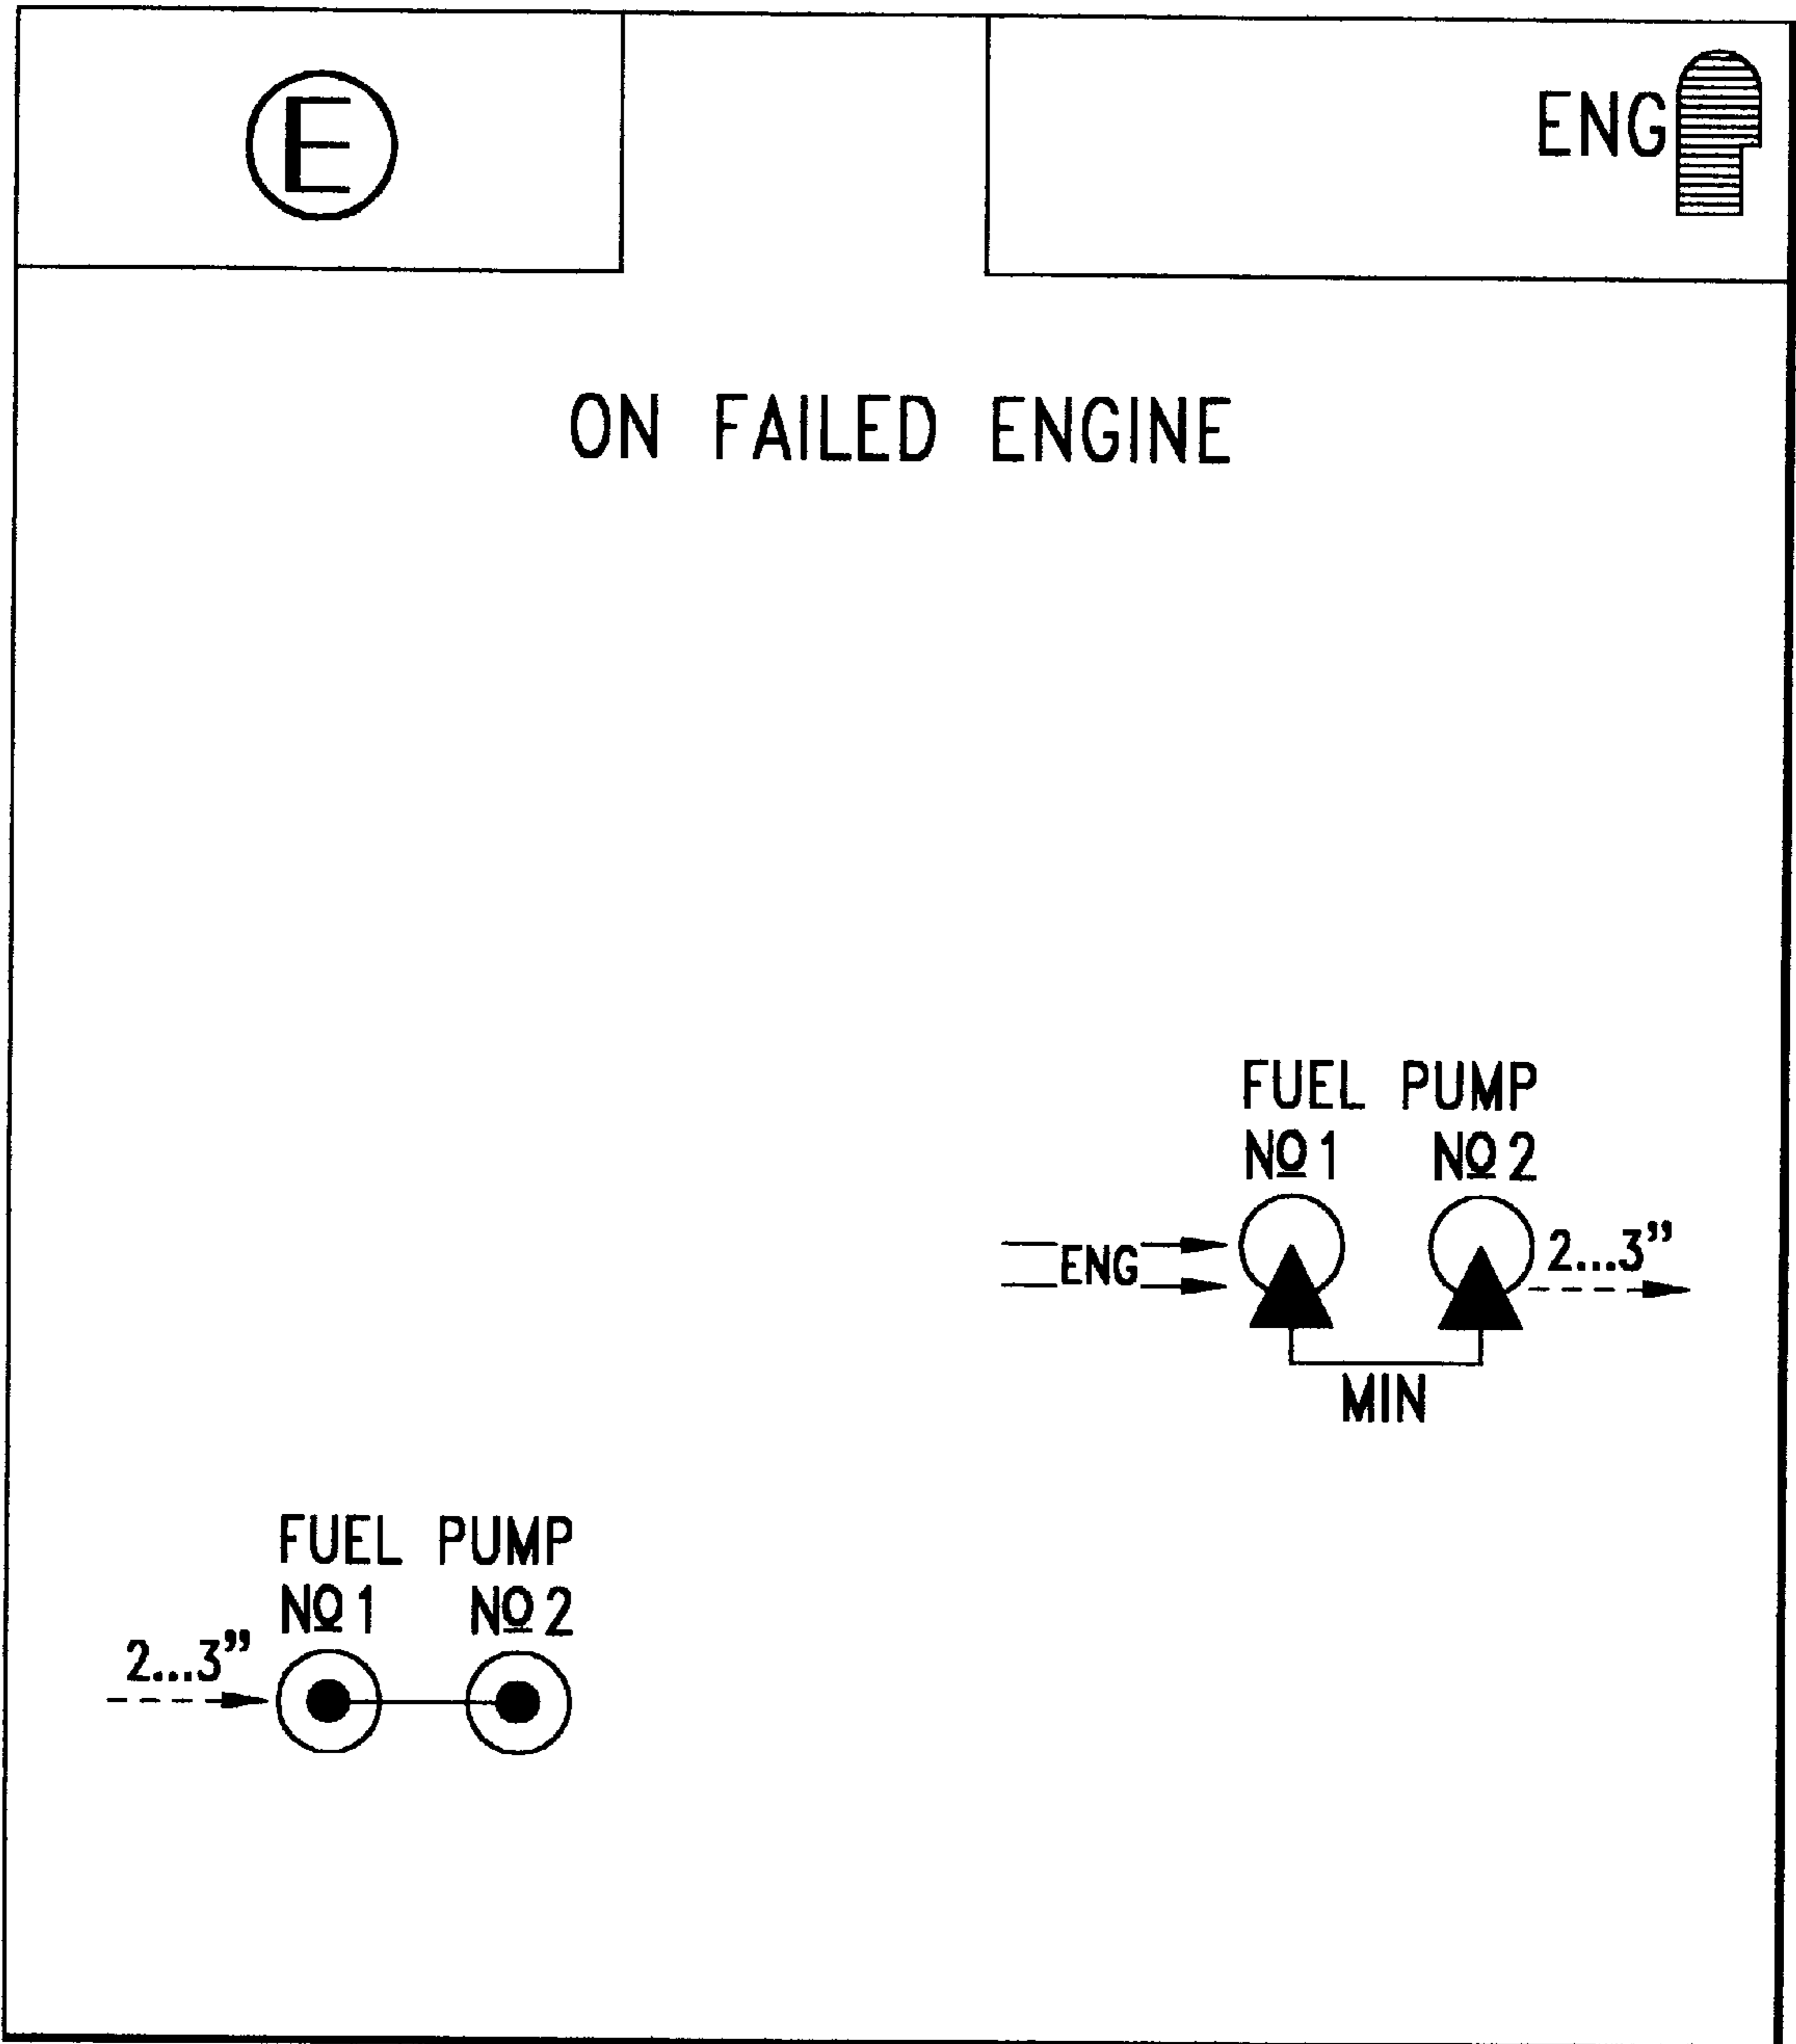 E
ENG
ON FAILED ENGINE
FUEL PUMP
Nº1 Nº2
ENG
2...3”
MIN
FUEL PUMP
Nº1 Nº2
2...3”